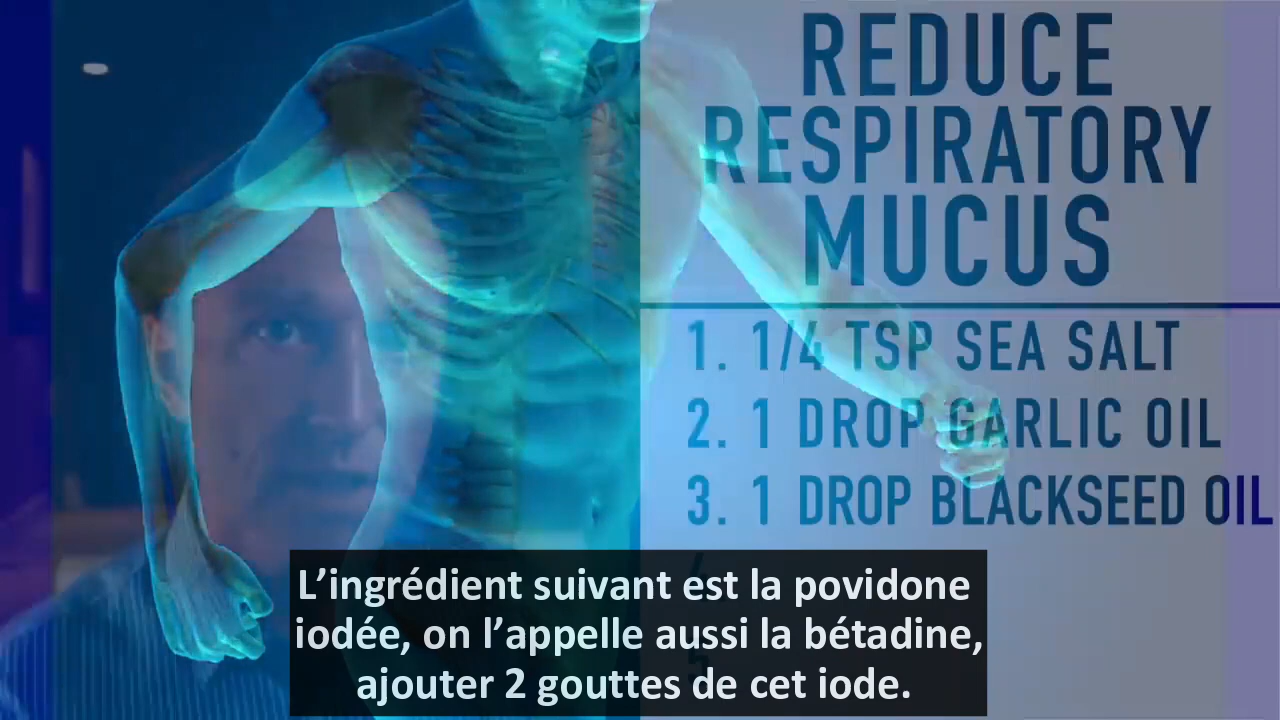 REDUCE
RESPIRATORY
MUCUS
1. 1/4 TSP SEA SALT
2. 1 DROP GARLIC OIL
3. 1 DROP BLACKSEED OIL
L’ingrédient suivant est la povidone
iodée, on l’appelle aussi la bétadine,
ajouter 2 gouttes de cet iode.